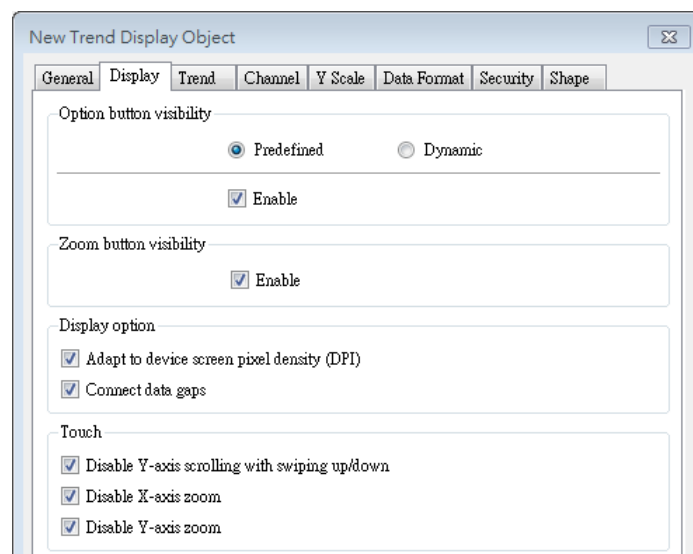 New Trend Display Object
General Display Trend Channel Y Scale Data Format Security Shape
Option button visibility
Predefined Dynamic
Enable
Zoom button visibility
Enable
Display option
Adapt to device screen pixel density (DPI)
Connect data gaps
Touch
Disable Y-axis scrolling with swiping up/down
Disable X-axis zoom
Disable Y-axis zoom